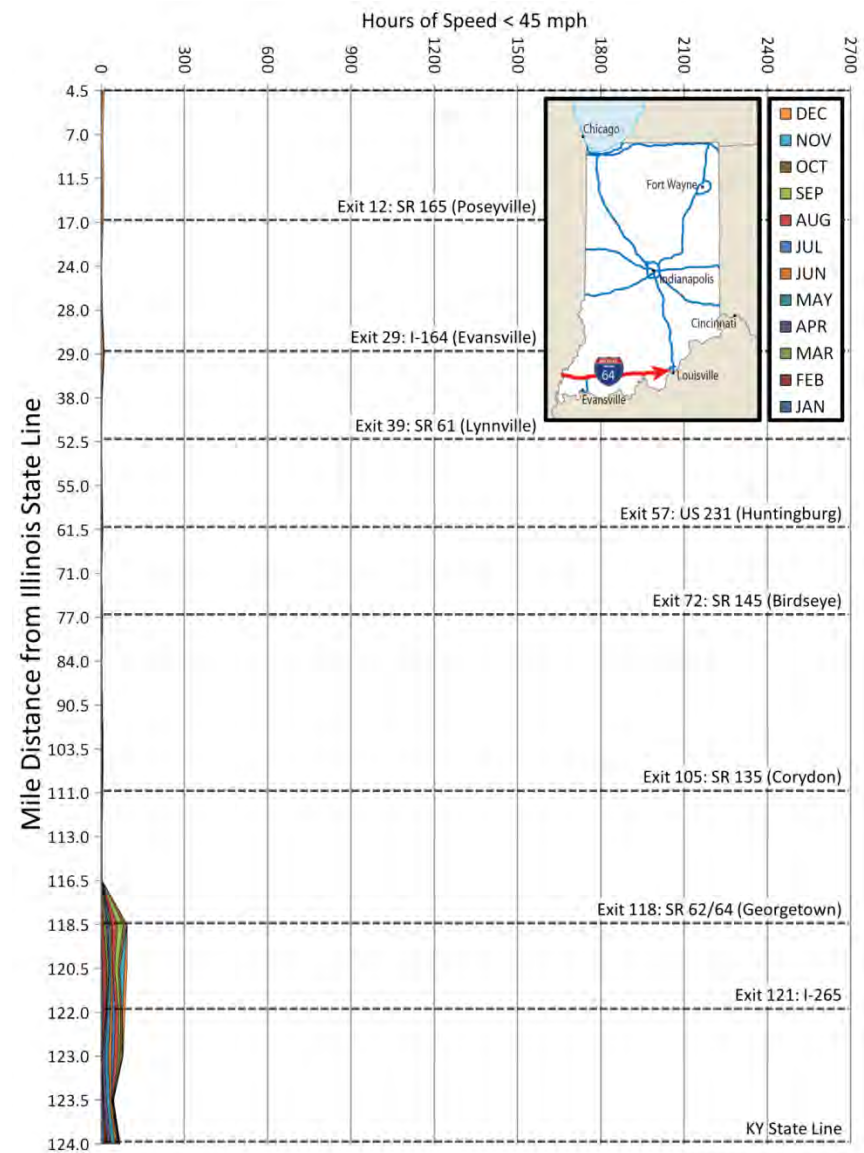 Hours of Speed < 45 mph
0
300
600
900
1200
1500
1800
2100
2400
2700
Mile Distance from Illinois State Line
4.5
7.0
11.5
17.0
24.0
28.0
29.0
38.0
52.5
55.0
61.5
71.0
77.0
84.0
90.5
103.5
111.0
113.0
116.5
118.5
120.5
122.0
123.0
123.5
124.0
Exit 12: SR 165 (Poseyville)
Exit 29: I-164 (Evansville)
Exit 39: SR 61 (Lynnville)
Exit 57: US 231 (Huntingburg)
Exit 72: SR 145 (Birdseye)
Exit 105: SR 135 (Corydon)
Exit 118: SR 62/64 (Georgetown)
Exit 121: I-265
KY State Line
Chicago
Fort Wayne
Indianapolis
Cincinnati
64
Louisville
Evansville
DEC
NOV
OCT
SEP
AUG
JUL
JUN
MAY
APR
MAR
FEB
JAN